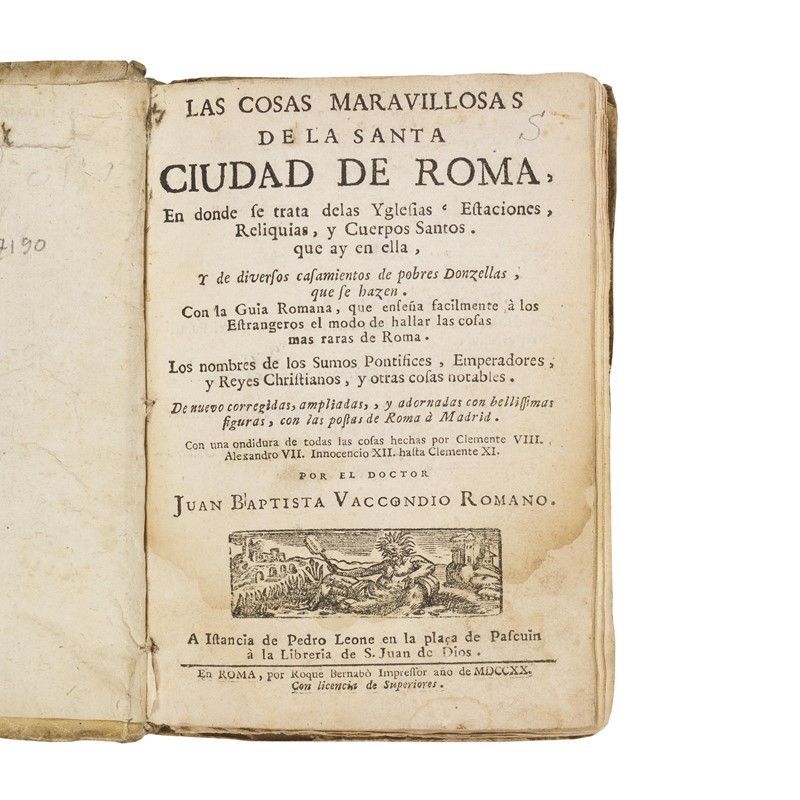 7190
S
LAS COSAS MARAVILLOSAS
DE LA SANTA
CIUDAD DE ROMA,
En donde ſe trata delas Ygleſias e Eſtaciones,
Reliquias, y Cuerpos Santos.
que ay en ella,
Y de diverſos caſamientos de pobres Donzellas,
que ſe hazen.
Con la Guia Romana, que enſeña facilmente à los
Eſtrangeros el modo de hallar las coſas
mas raras de Roma.
Los nombres de los Sumos Pontifices, Emperadores,
y Reyes Chriſtianos, y otras coſas notables.
De nuevo corregidas, ampliadas,, y adornadas con belliſſimas
figuras, con las poſtas de Roma à Madrid.
Con una ondidura de todas las coſas hechas por Clemente VIII.
Alexandro VII. Innocencio XII. haſta Clemente XI.
POR EL DOCTOR
JUAN BAPTISTA VACCONDIO ROMANO.
A Iſtancia de Pedro Leone en la plaça de Paſcuin
à la Libreria de S. Juan de Dios.
En ROMA, por Roque Bernabò Impreſſor año de MDCCXX.
Con licencia de Superiores.